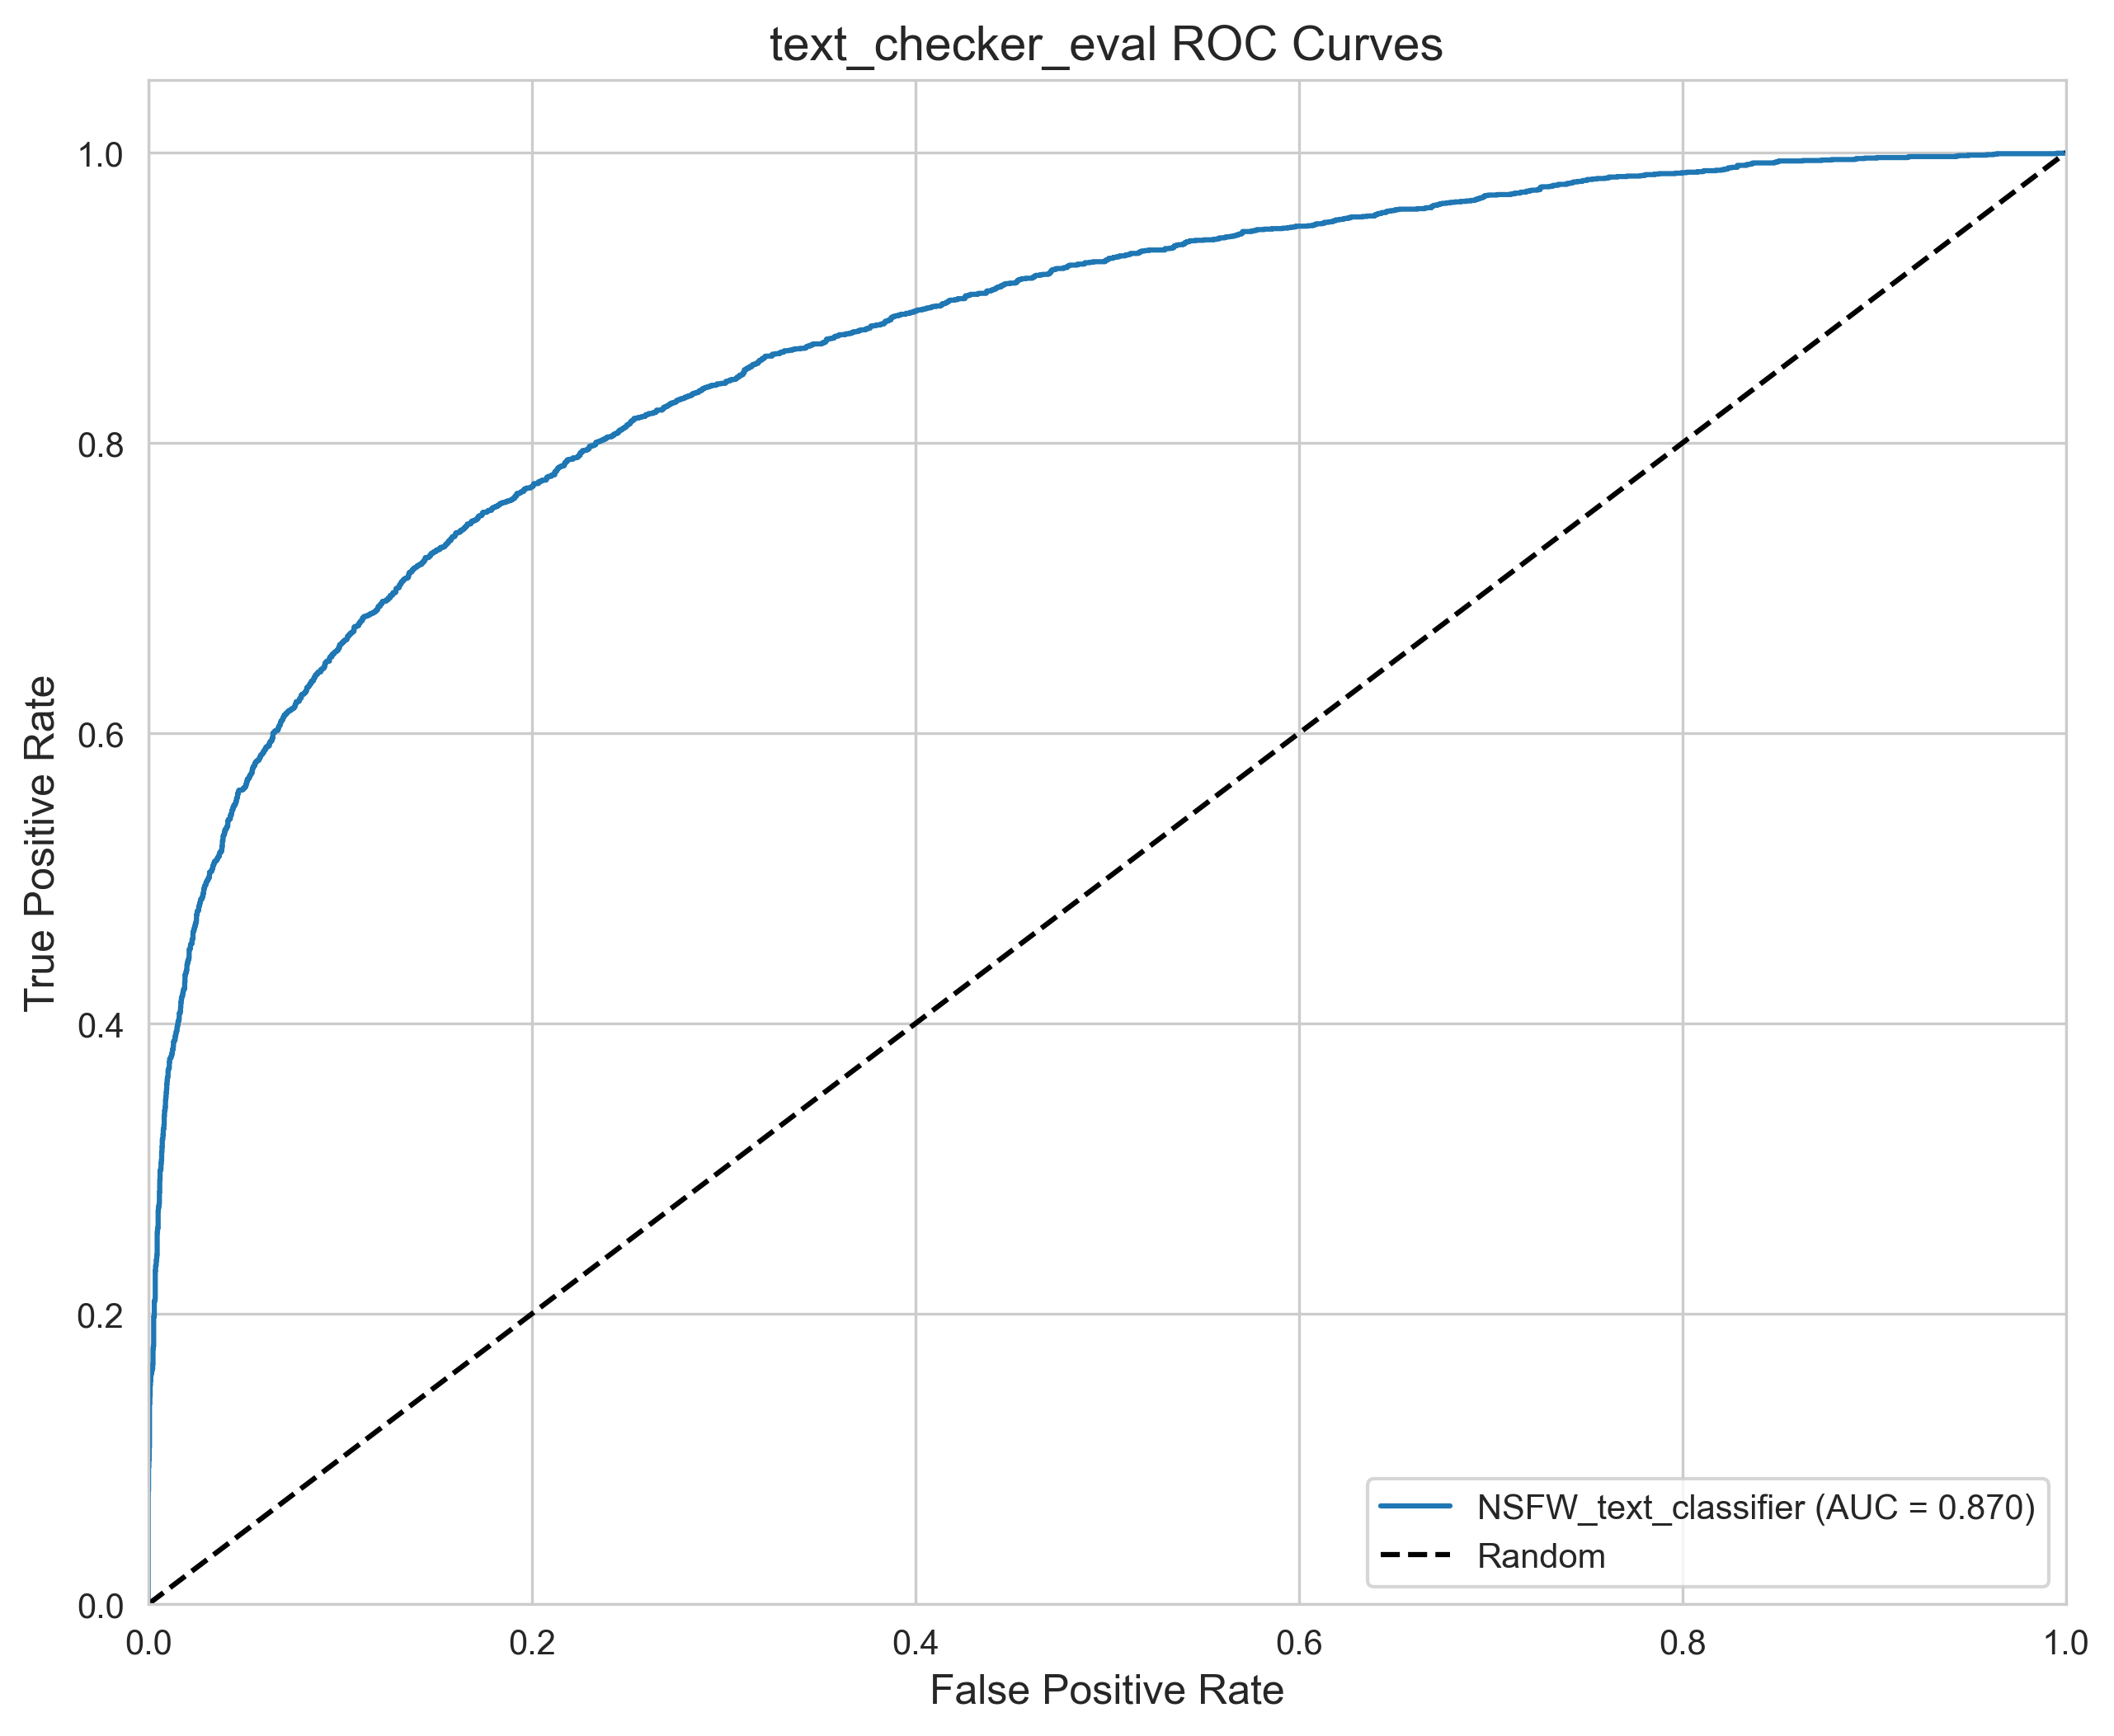 text_checker_eval ROC Curves
True Positive Rate
1.0
0.8
0.6
0.4
0.2
0.0
0.0 0.2 0.4 0.6 0.8 1.0
False Positive Rate
NSFW_text_classifier (AUC = 0.870)
Random